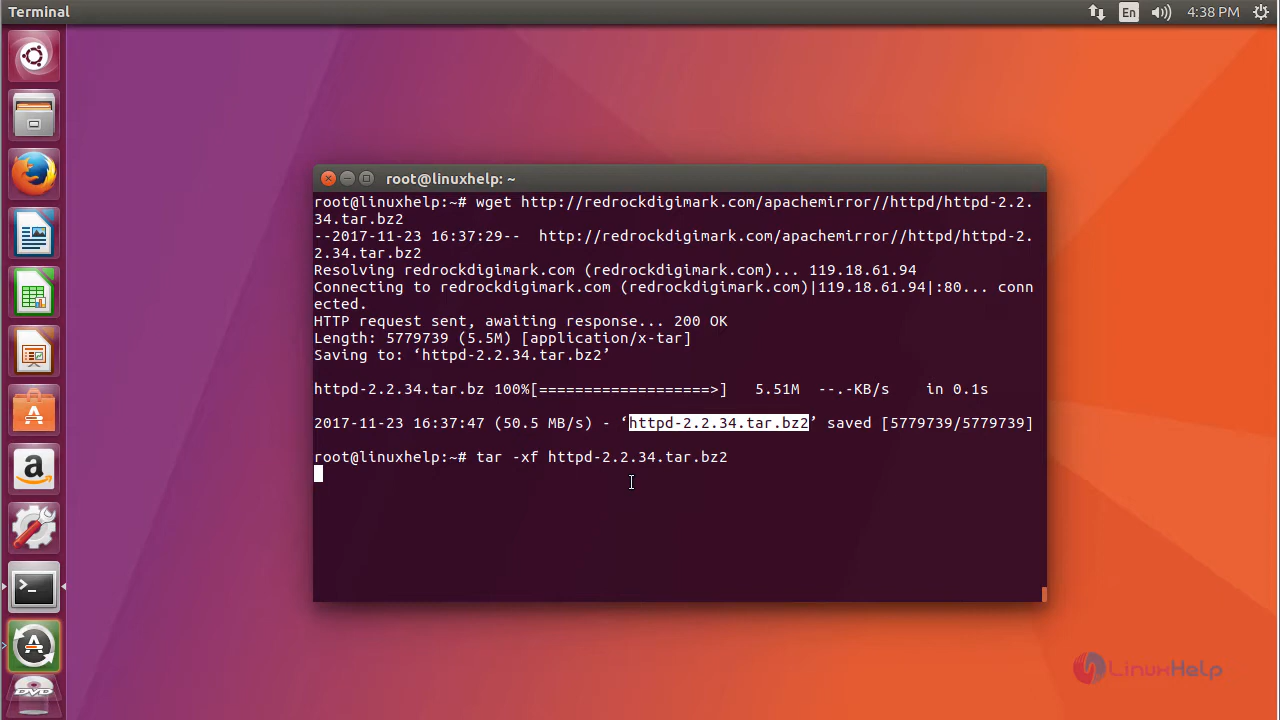 Terminal
En
4:38 PM
root@linuxhelp: ~
root@linuxhelp:~# wget http://redrockdigimark.com/apachemirror//httpd/httpd-2.2.
34.tar.bz2
--2017-11-23 16:37:29--  http://redrockdigimark.com/apachemirror//httpd/httpd-2.
2.34.tar.bz2
Resolving redrockdigimark.com (redrockdigimark.com)... 119.18.61.94
Connecting to redrockdigimark.com (redrockdigimark.com)|119.18.61.94|:80... conn
ected.
HTTP request sent, awaiting response... 200 OK
Length: 5779739 (5.5M) [application/x-tar]
Saving to: ‘httpd-2.2.34.tar.bz2’
httpd-2.2.34.tar.bz 100%[===================>]   5.51M  --.-KB/s    in 0.1s
2017-11-23 16:37:47 (50.5 MB/s) - ‘httpd-2.2.34.tar.bz2’ saved [5779739/5779739]
root@linuxhelp:~# tar -xf httpd-2.2.34.tar.bz2
LinuxHelp